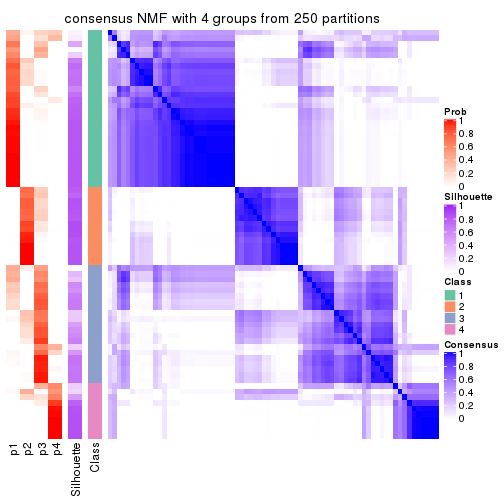 consensus NMF with 4 groups from 250 partitions
Prob
1
0.8
0.6
0.4
0.2
0
Silhouette
1
0.8
0.6
0.4
0.2
0
Class
1
2
3
4
Consensus
1
0.8
0.6
0.4
0.2
0
p1
p2
p3
p4
Silhouette
Class